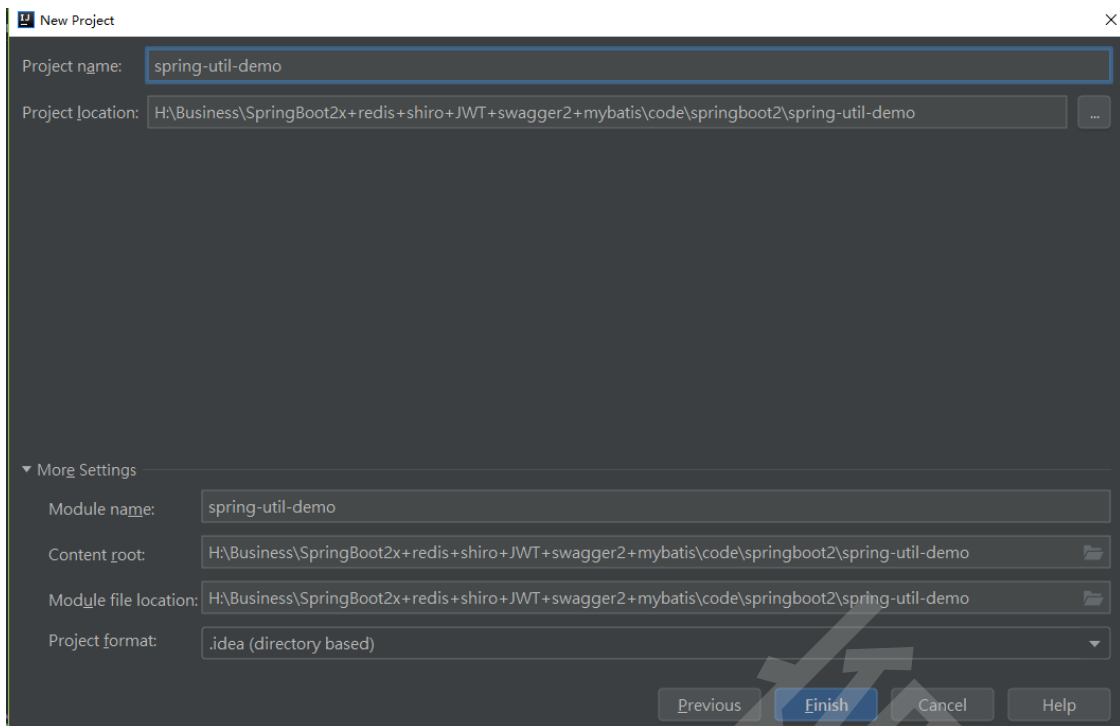 New Project
Project name: spring-util-demo
Project location: H:\Business\SpringBoot2x+redis+shiro+JWT+swagger2+mybatis\code\springboot2\spring-util-demo ...
More Settings
Module name: spring-util-demo
Content root: H:\Business\SpringBoot2x+redis+shiro+JWT+swagger2+mybatis\code\springboot2\spring-util-demo
Module file location: H:\Business\SpringBoot2x+redis+shiro+JWT+swagger2+mybatis\code\springboot2\spring-util-demo
Project format: .idea (directory based)
Previous Finish Cancel Help